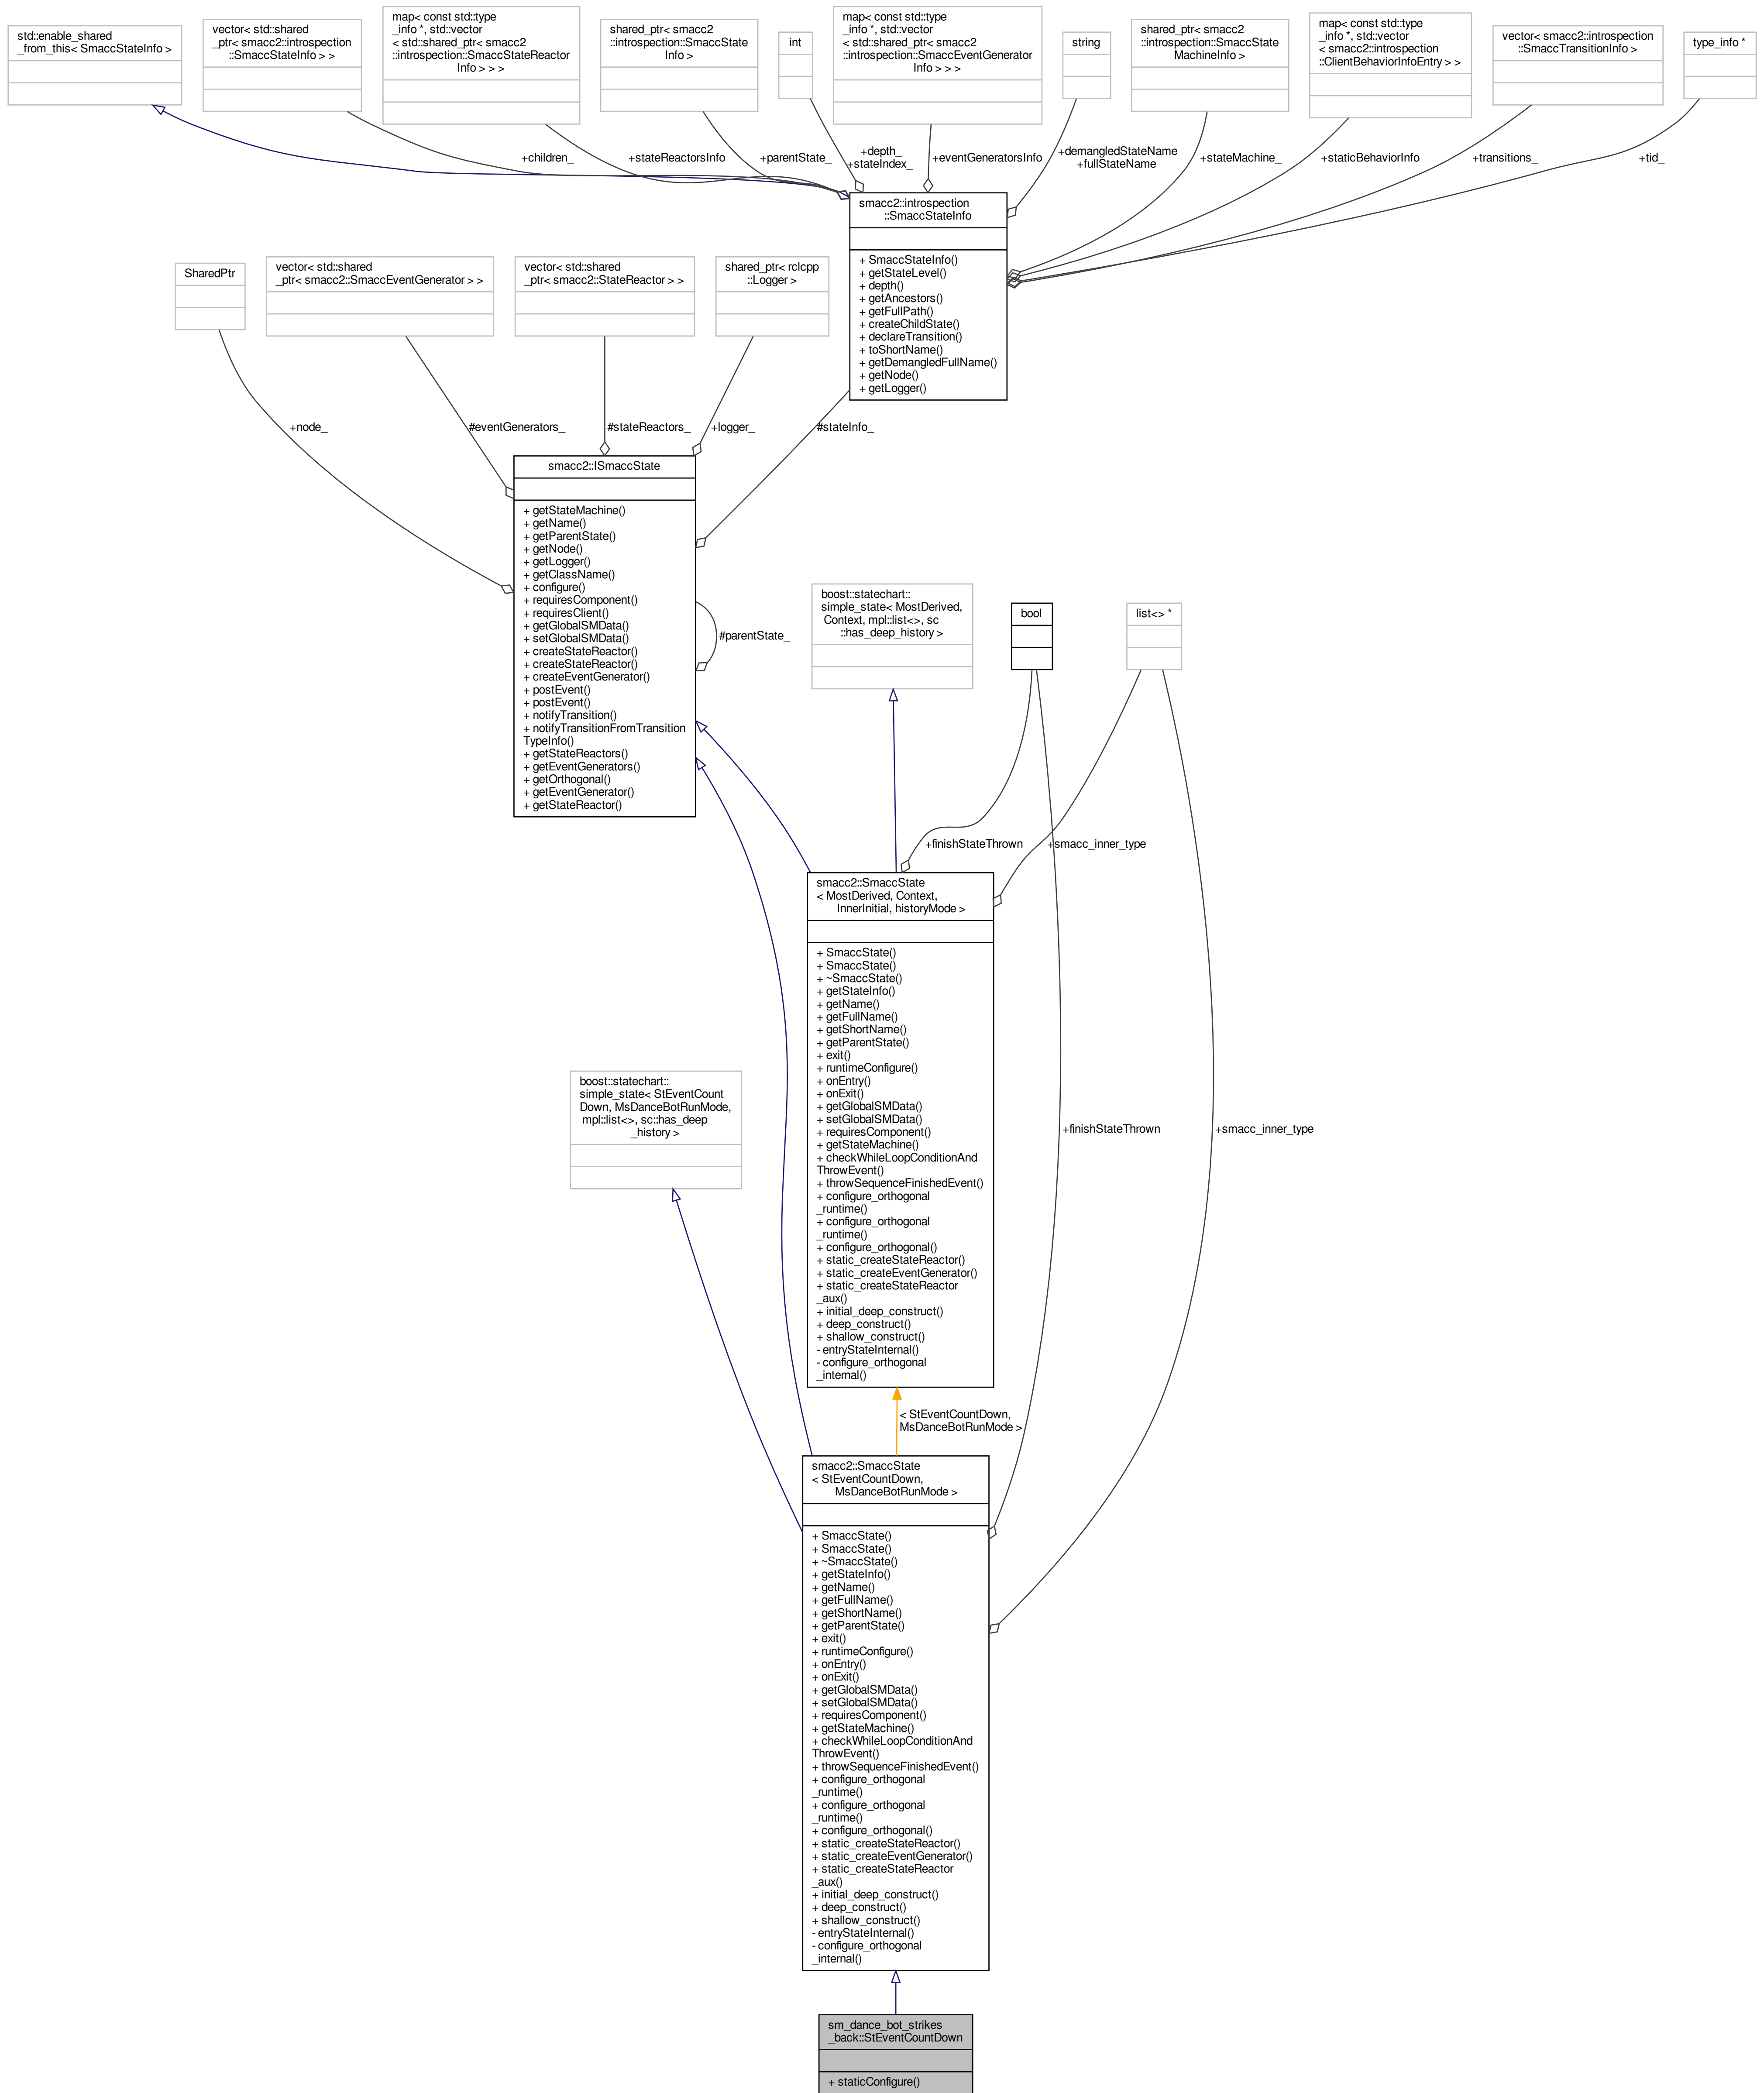 std::enable_shared
_from_this< SmaccStateInfo >
vector< std::shared
_ptr< smacc2::introspection
::SmaccStateInfo > >
map< const std::type
_info *, std::vector
< std::shared_ptr< smacc2
::introspection::SmaccStateReactor
Info > > >
shared_ptr< smacc2
::introspection::SmaccState
Info >
int
map< const std::type
_info *, std::vector
< std::shared_ptr< smacc2
::introspection::SmaccEventGenerator
Info > > >
string
shared_ptr< smacc2
::introspection::SmaccState
MachineInfo >
map< const std::type
_info *, std::vector
< smacc2::introspection
::ClientBehaviorInfoEntry > >
vector< smacc2::introspection
::SmaccTransitionInfo >
type_info *
+children_
+stateReactorsInfo
+parentState_
+depth_
+stateIndex_
+eventGeneratorsInfo
+demangledStateName
+fullStateName
+stateMachine_
+staticBehaviorInfo
+transitions_
+tid_
smacc2::introspection
::SmaccStateInfo
+ SmaccStateInfo()
+ getStateLevel()
+ depth()
+ getAncestors()
+ getFullPath()
+ createChildState()
+ declareTransition()
+ toShortName()
+ getDemangledFullName()
+ getNode()
+ getLogger()
SharedPtr
vector< std::shared
_ptr< smacc2::SmaccEventGenerator > >
vector< std::shared
_ptr< smacc2::StateReactor > >
shared_ptr< rclcpp
::Logger >
+node_
#eventGenerators_
#stateReactors_
+logger_
#stateInfo_
smacc2::ISmaccState
+ getStateMachine()
+ getName()
+ getParentState()
+ getNode()
+ getLogger()
+ getClassName()
+ configure()
+ requiresComponent()
+ requiresClient()
+ getGlobalSMData()
+ setGlobalSMData()
+ createStateReactor()
+ createStateReactor()
+ createEventGenerator()
+ postEvent()
+ postEvent()
+ notifyTransition()
+ notifyTransitionFromTransition
TypeInfo()
+ getStateReactors()
+ getEventGenerators()
+ getOrthogonal()
+ getEventGenerator()
+ getStateReactor()
#parentState_
boost::statechart::
simple_state< MostDerived,
Context, mpl::list<>, sc
::has_deep_history >
bool
list<> *
+finishStateThrown
+smacc_inner_type
smacc2::SmaccState
< MostDerived, Context,
InnerInitial, historyMode >
+ SmaccState()
+ SmaccState()
+ ~SmaccState()
+ getStateInfo()
+ getName()
+ getFullName()
+ getShortName()
+ getParentState()
+ exit()
+ runtimeConfigure()
+ onEntry()
+ onExit()
+ getGlobalSMData()
+ setGlobalSMData()
+ requiresComponent()
+ getStateMachine()
+ checkWhileLoopConditionAnd
ThrowEvent()
+ throwSequenceFinishedEvent()
+ configure_orthogonal
_runtime()
+ configure_orthogonal
_runtime()
+ configure_orthogonal()
+ static_createStateReactor()
+ static_createEventGenerator()
+ static_createStateReactor
_aux()
+ initial_deep_construct()
+ deep_construct()
+ shallow_construct()
- entryStateInternal()
- configure_orthogonal
_internal()
boost::statechart::
simple_state< StEventCount
Down, MsDanceBotRunMode,
mpl::list<>, sc::has_deep
_history >
+finishStateThrown
+smacc_inner_type
< StEventCountDown,
MsDanceBotRunMode >
smacc2::SmaccState
< StEventCountDown,
MsDanceBotRunMode >
+ SmaccState()
+ SmaccState()
+ ~SmaccState()
+ getStateInfo()
+ getName()
+ getFullName()
+ getShortName()
+ getParentState()
+ exit()
+ runtimeConfigure()
+ onEntry()
+ onExit()
+ getGlobalSMData()
+ setGlobalSMData()
+ requiresComponent()
+ getStateMachine()
+ checkWhileLoopConditionAnd
ThrowEvent()
+ throwSequenceFinishedEvent()
+ configure_orthogonal
_runtime()
+ configure_orthogonal
_runtime()
+ configure_orthogonal()
+ static_createStateReactor()
+ static_createEventGenerator()
+ static_createStateReactor
_aux()
+ initial_deep_construct()
+ deep_construct()
+ shallow_construct()
- entryStateInternal()
- configure_orthogonal
_internal()
sm_dance_bot_strikes
_back::StEventCountDown
+ staticConfigure()